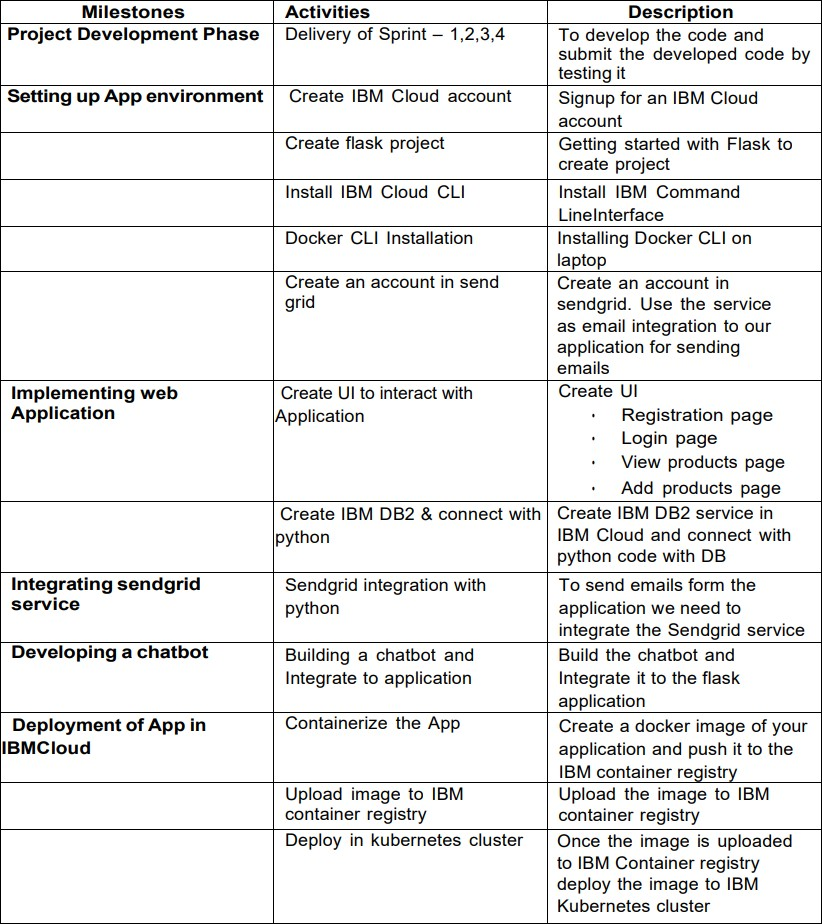 Milestones Activities Description
Project Development Phase Delivery of Sprint – 1,2,3,4 To develop the code and
submit the developed code by
testing it
Setting up App environment Create IBM Cloud account Signup for an IBM Cloud
account
Create flask project Getting started with Flask to
create project
Install IBM Cloud CLI Install IBM Command
LineInterface
Docker CLI Installation Installing Docker CLI on
laptop
Create an account in send
grid
Create an account in
sendgrid. Use the service
as email integration to our
application for sending
emails
Implementing web
Application
Create UI to interact with
Application
Create UI
· Registration page
· Login page
· View products page
· Add products page
Create IBM DB2 & connect with
python
Create IBM DB2 service in
IBM Cloud and connect with
python code with DB
Integrating sendgrid
service
Sendgrid integration with
python
To send emails form the
application we need to
integrate the Sendgrid service
Developing a chatbot
Building a chatbot and
Integrate to application
Build the chatbot and
Integrate it to the flask
application
Deployment of App in
IBMCloud
Containerize the App
Create a docker image of your
application and push it to the
IBM container registry
Upload image to IBM
container registry
Upload the image to IBM
container registry
Deploy in kubernetes cluster
Once the image is uploaded
to IBM Container registry
deploy the image to IBM
Kubernetes cluster